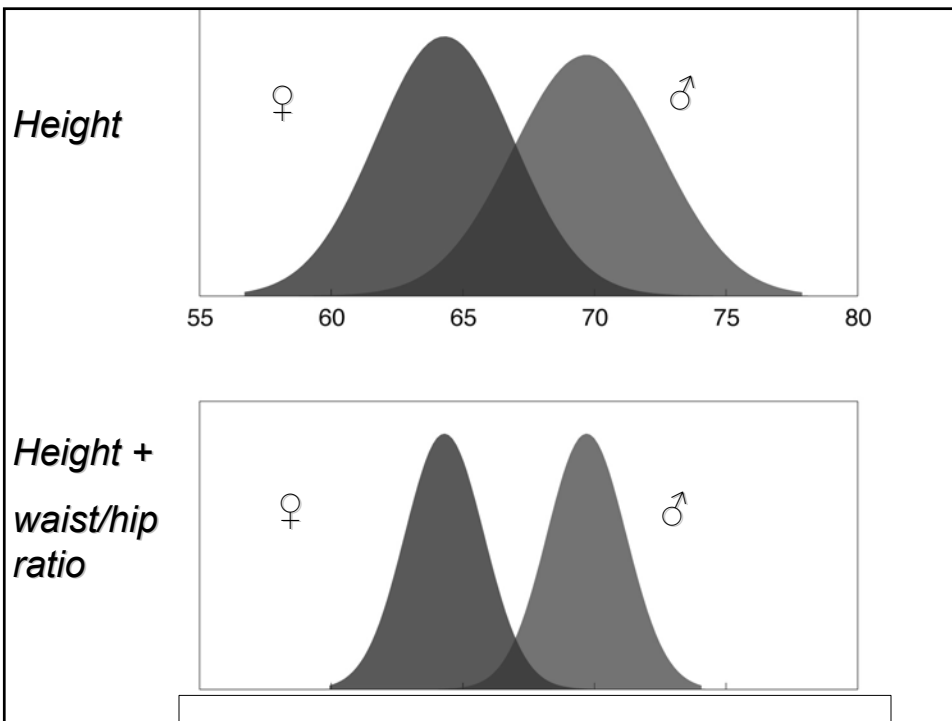 Height
♀
♂
55 60 65 70 75 80
Height +
waist/hip
ratio
♀
♂